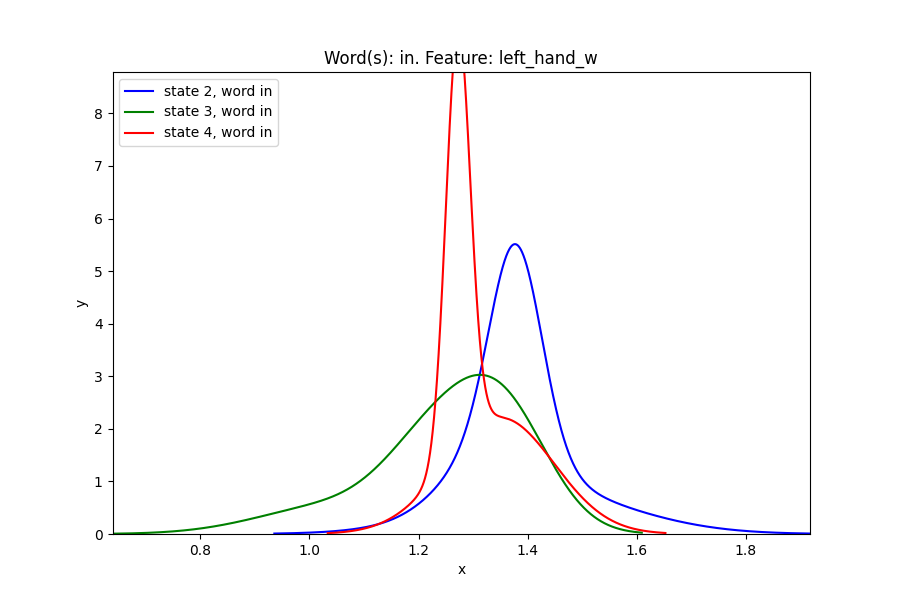 Word(s): in. Feature: left_hand_w
state 2, word in
state 3, word in
state 4, word in
y
8
7
6
5
4
3
2
1
0
0.8 1.0 1.2 1.4 1.6 1.8
x